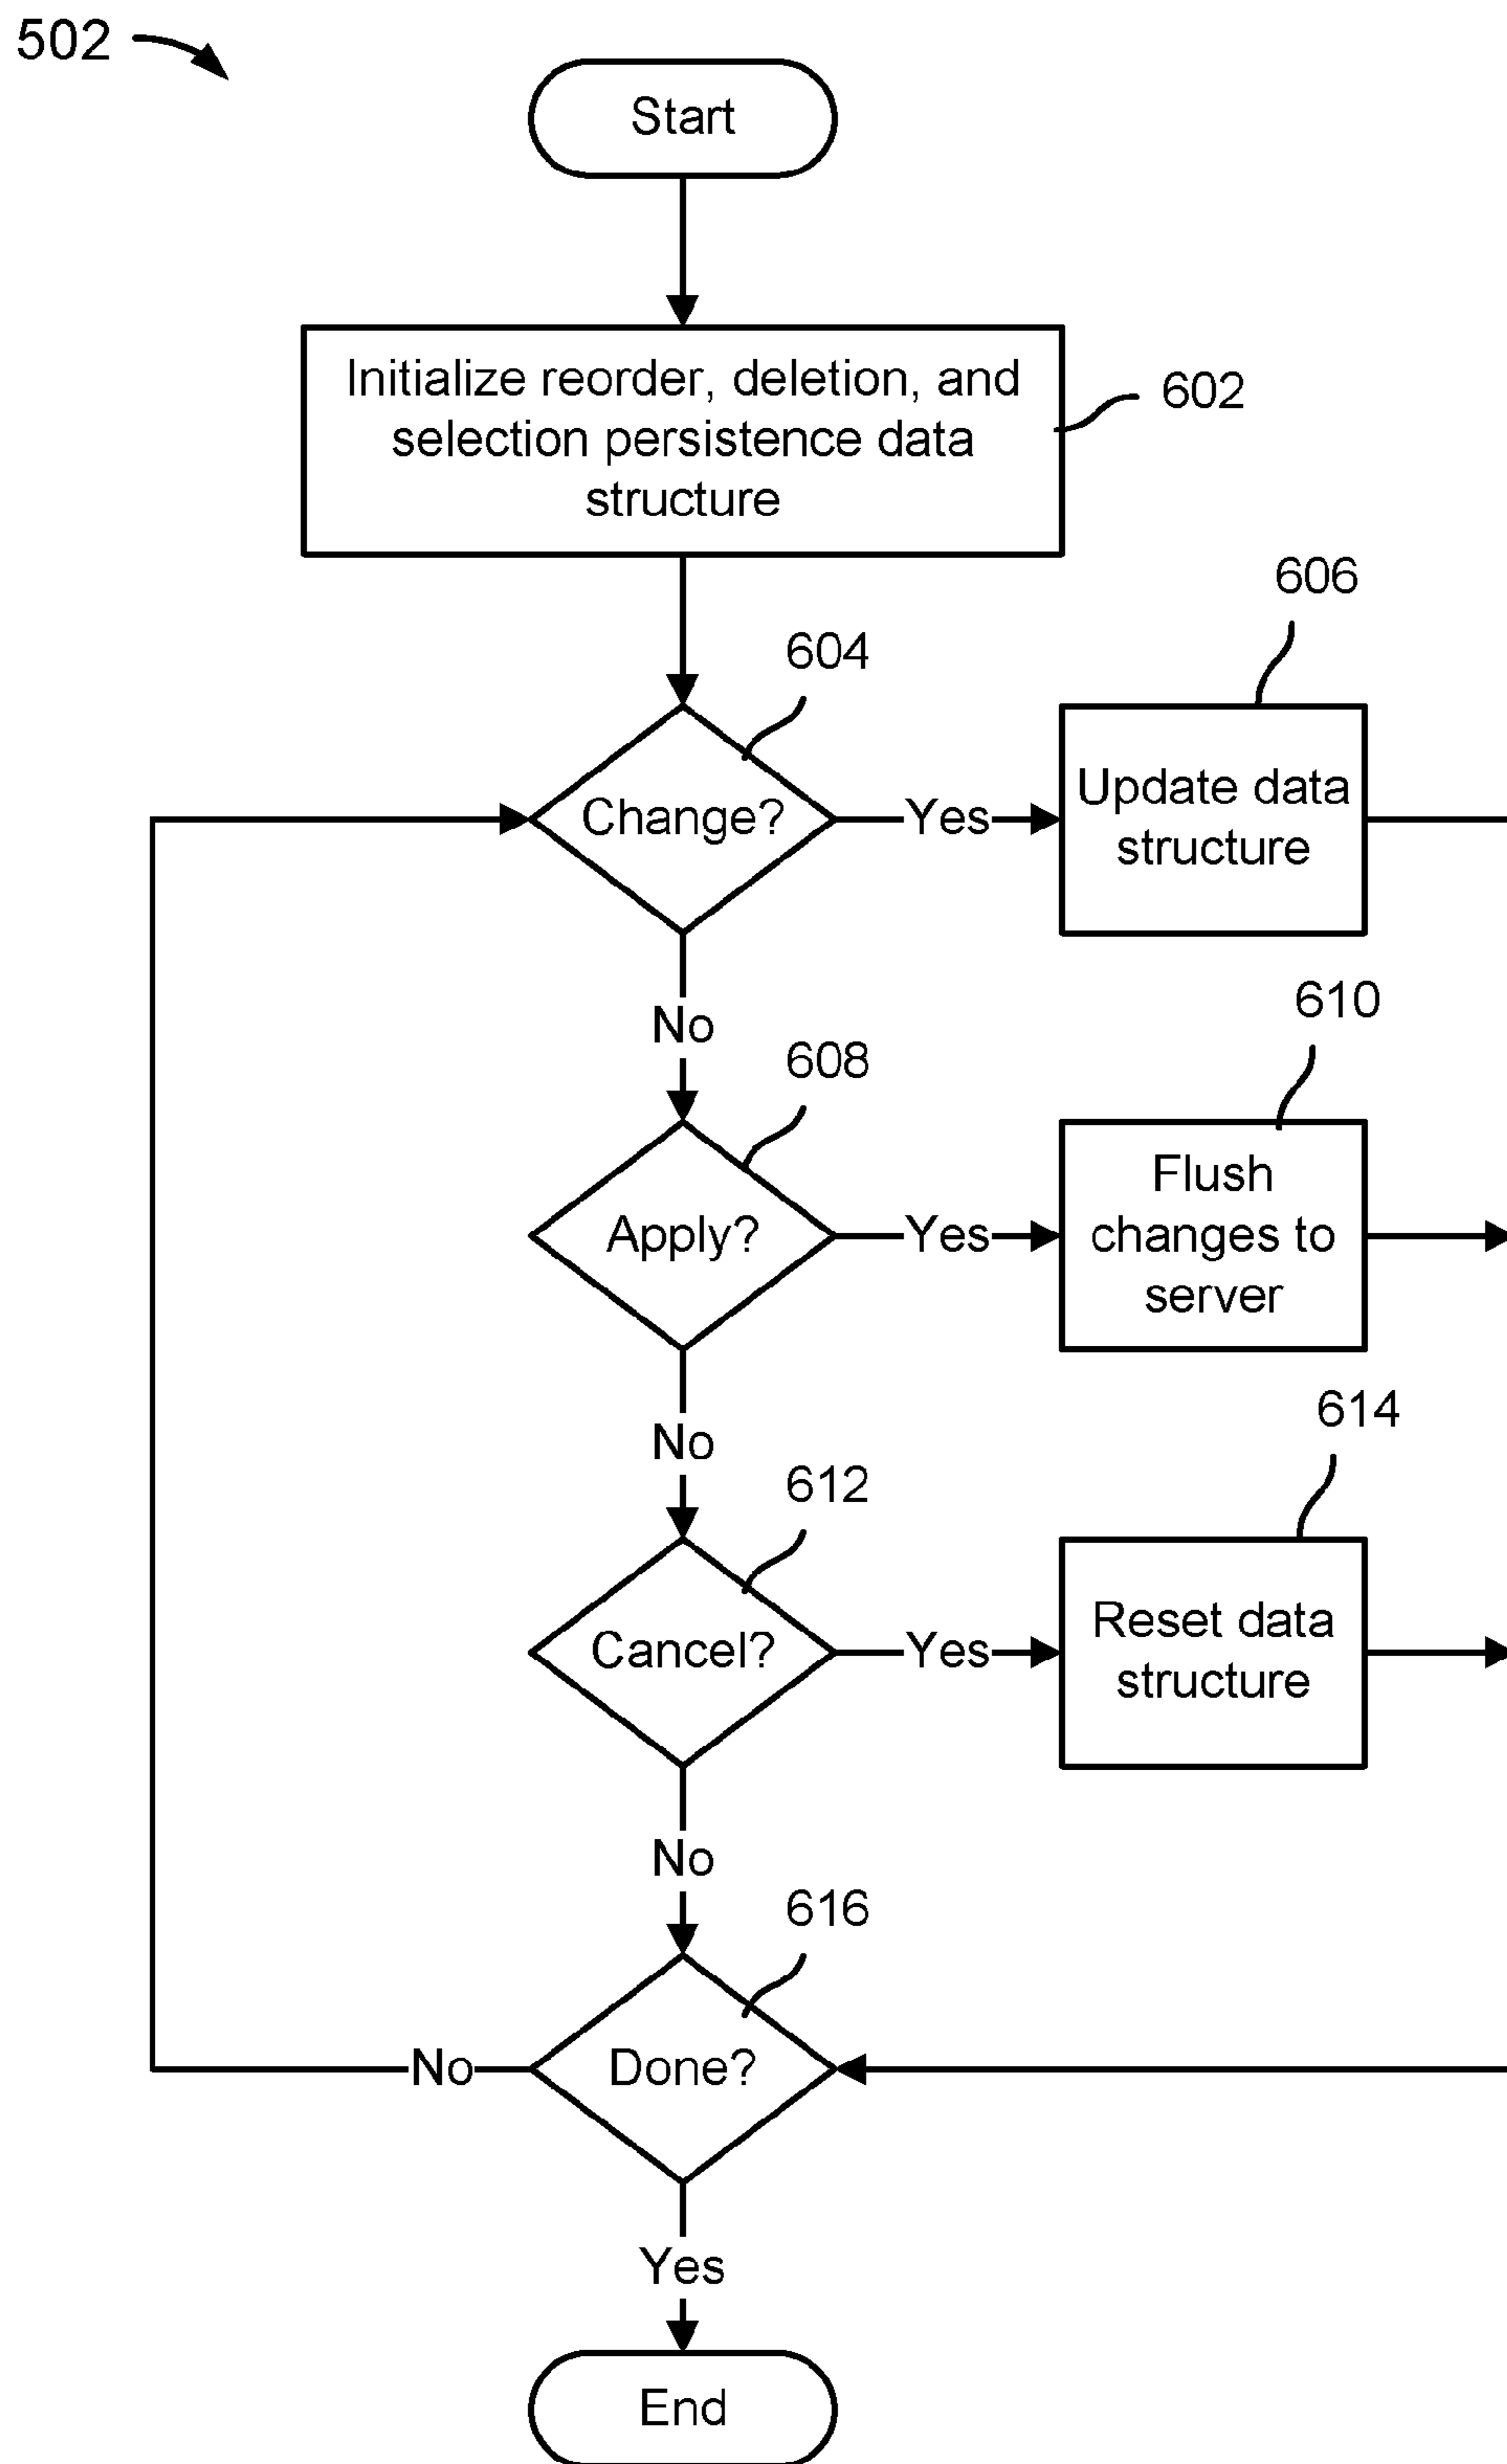 502
Start
Initialize reorder, deletion, and
selection persistence data
structure
602
604
606
Change?
Yes
Update data
structure
No
608
610
Apply?
Yes
Flush
changes to
server
No
612
614
Cancel?
Yes
Reset data
structure
No
616
No
Done?
Yes
End